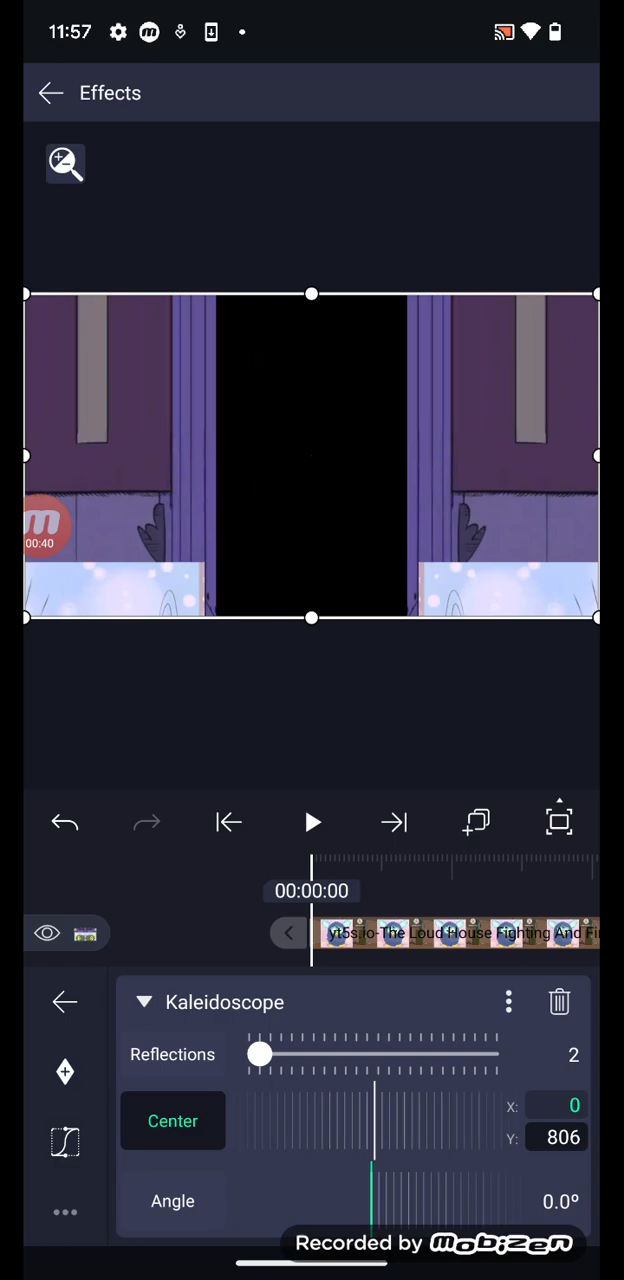 11:57
Effects
00:40
00:00:00
yt5s.io-The Loud House Fighting And Fi
Kaleidoscope
Reflections
2
Center
X:
0
Y:
806
Angle
0.0º
Recorded by mobizen